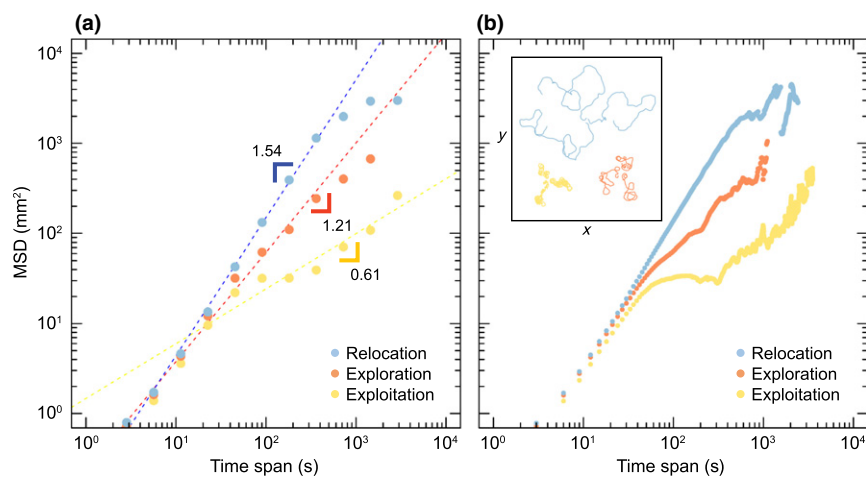 (a)
MSD (mm²)
10⁴
10³
10²
10¹
10⁰
1.54
1.21
0.61
Relocation
Exploration
Exploitation
10⁰ 10¹ 10² 10³ 10⁴
Time span (s)
(b)
y
x
Relocation
Exploration
Exploitation
10⁰ 10¹ 10² 10³ 10⁴
Time span (s)